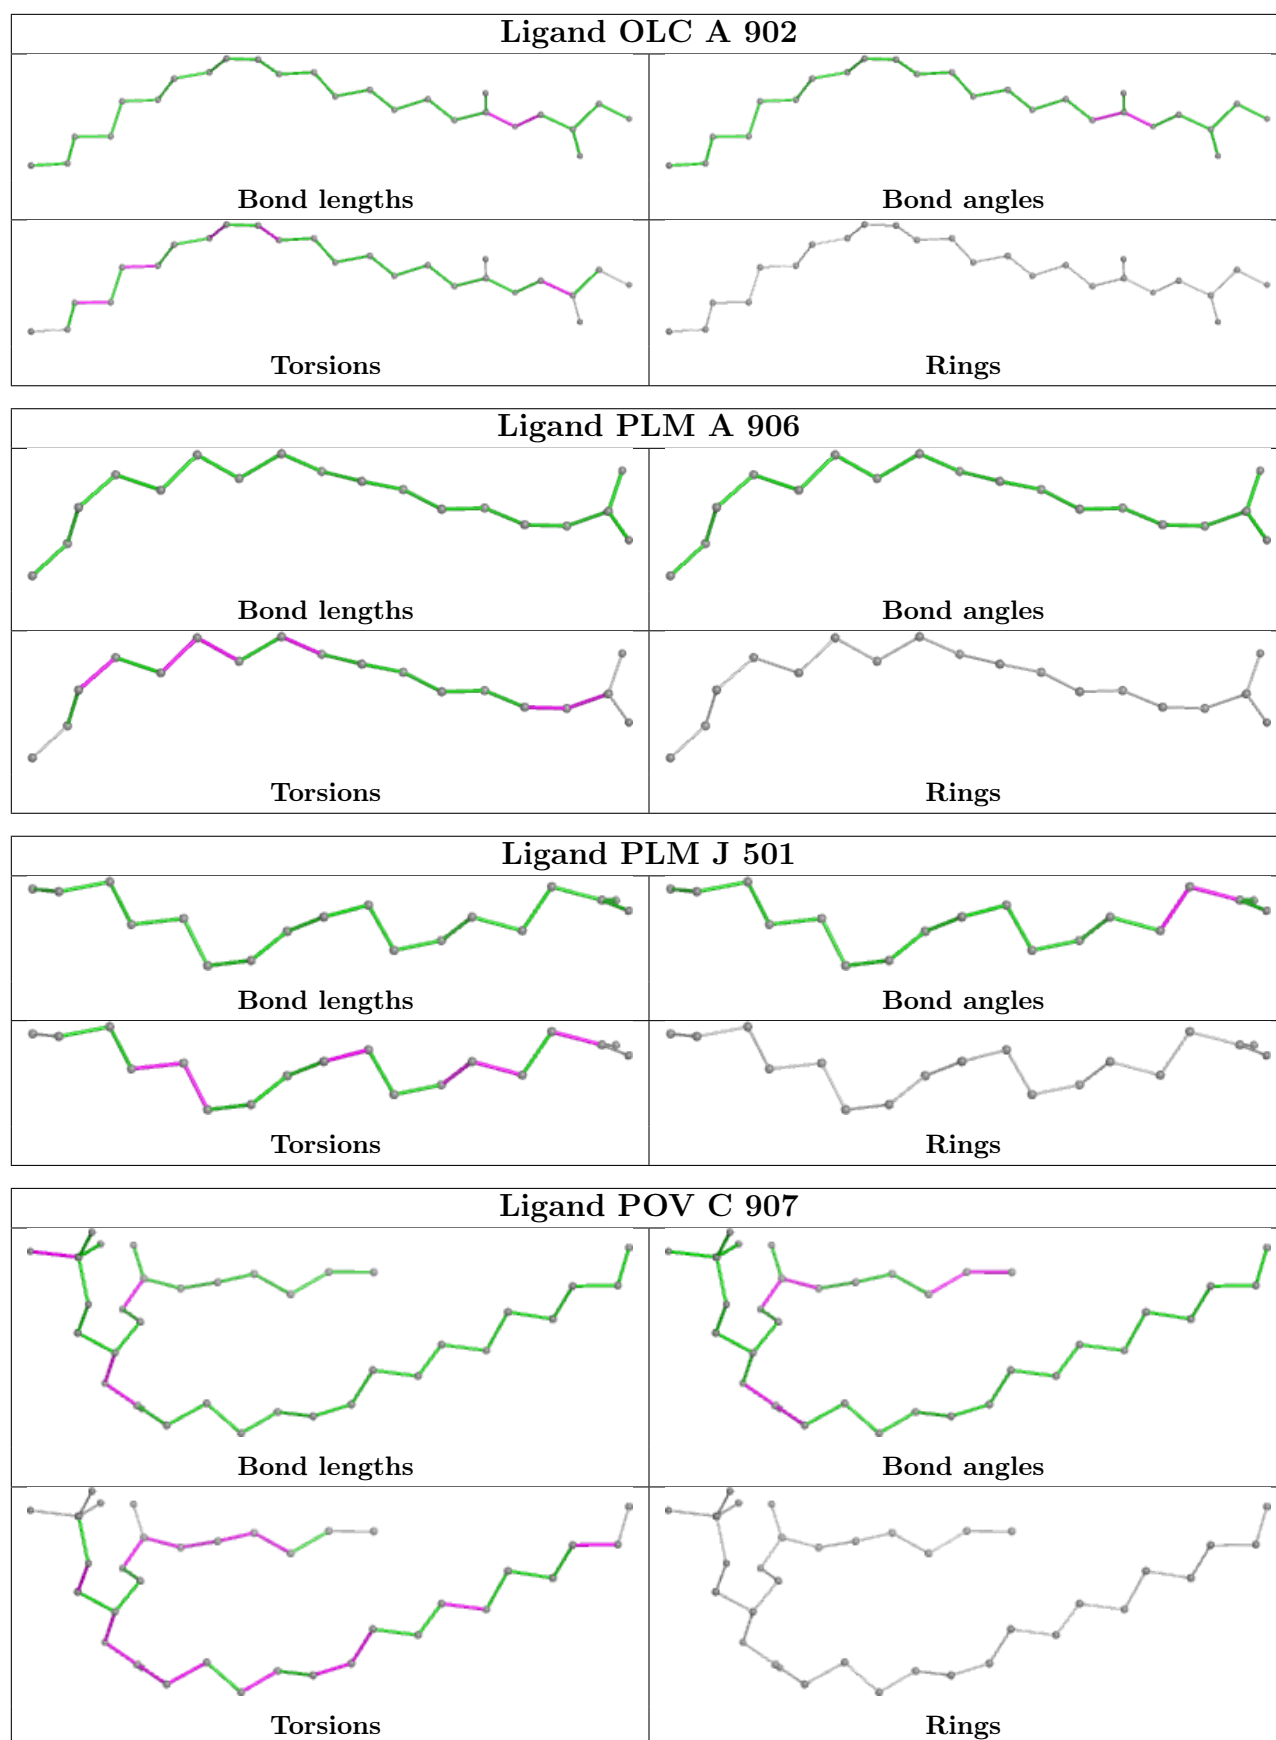 Ligand OLC A 902
Bond lengths
Bond angles
Torsions
Rings
Ligand PLM A 906
Bond lengths
Bond angles
Torsions
Rings
Ligand PLM J 501
Bond lengths
Bond angles
Torsions
Rings
Ligand POV C 907
Bond lengths
Bond angles
Torsions
Rings